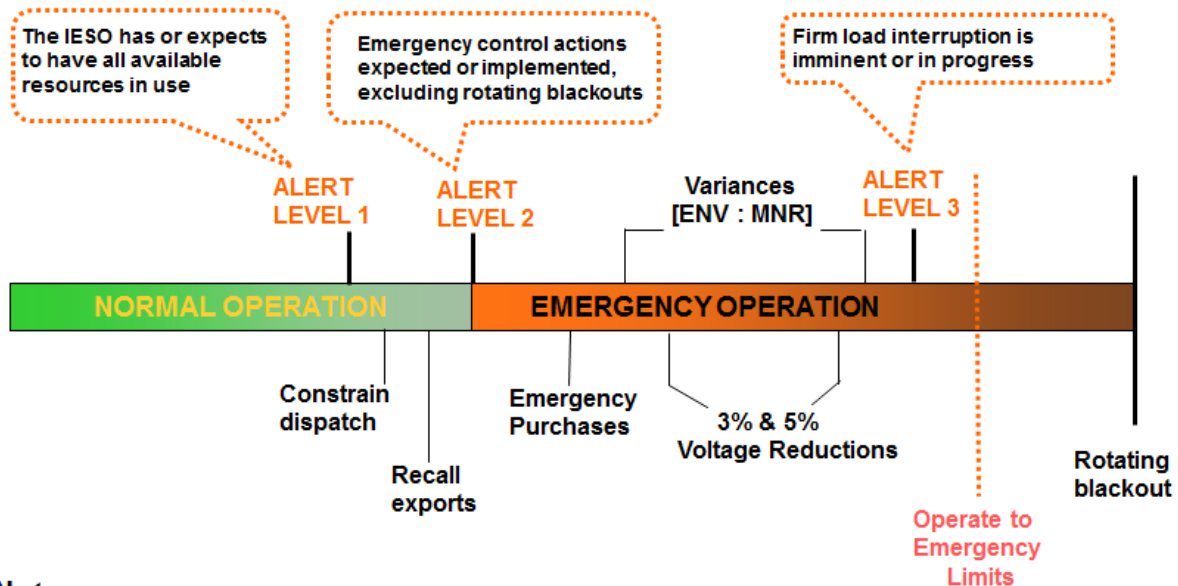 The IESO has or expects
to have all available
resources in use
Emergency control actions
expected or implemented,
excluding rotating blackouts
Firm load interruption is
imminent or in progress
ALERT
LEVEL 1
ALERT
LEVEL 2
Variances
[ENV : MNR]
ALERT
LEVEL 3
NORMAL OPERATION
EMERGENCY OPERATION
Constrain
dispatch
Recall
exports
Emergency
Purchases
3% & 5%
Voltage Reductions
Operate to
Emergency
Limits
Rotating
blackout